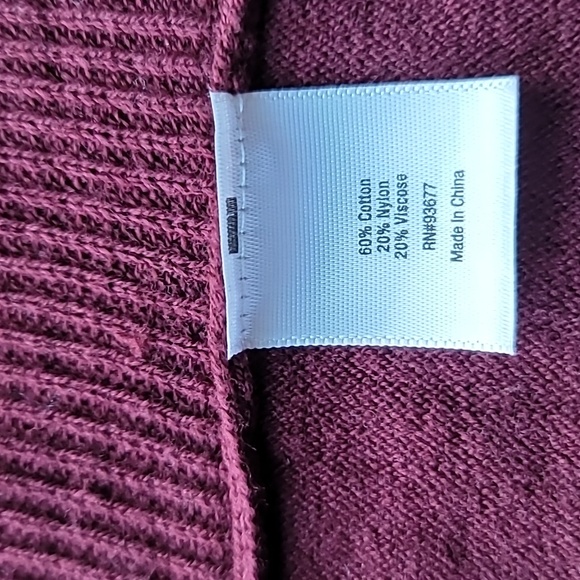 60% Cotton
20% Nylon
20% Viscose
RN#93677
Made In China